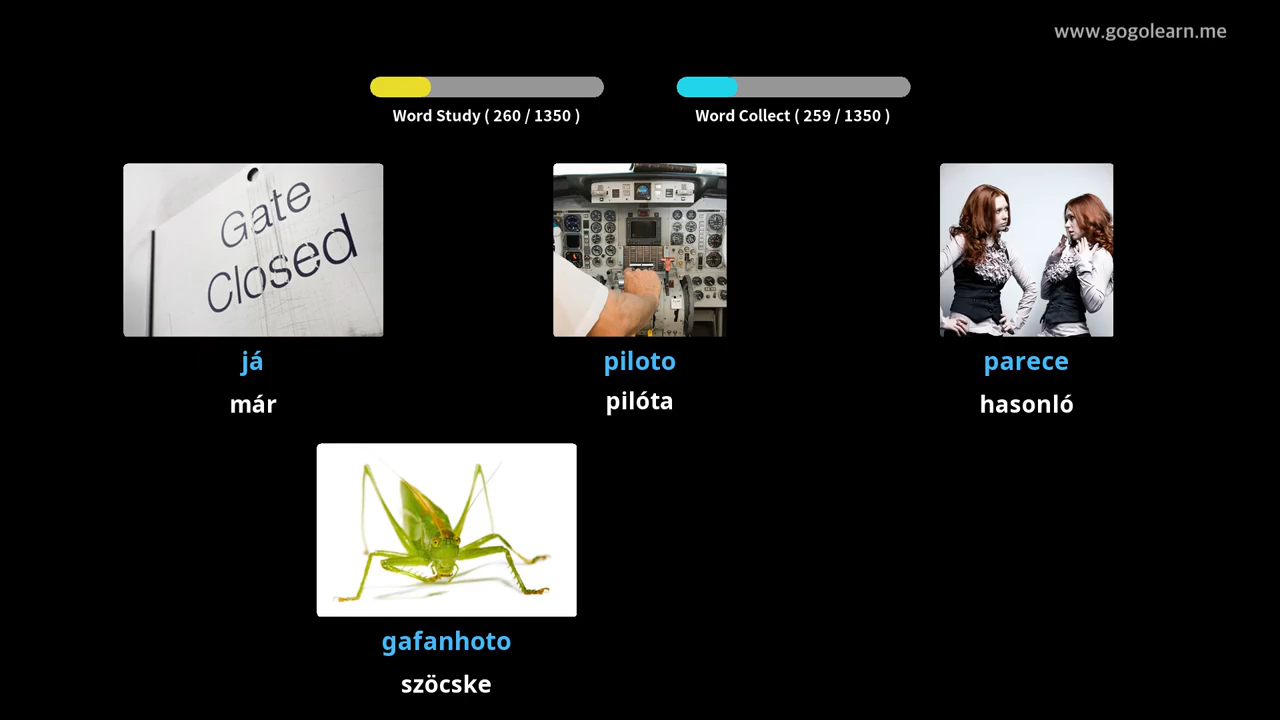 www.gogolearn.me
Word Study ( 260 / 1350 )
Word Collect ( 259 / 1350 )
Gate
Closed
já
már
piloto
pilóta
parece
hasonló
gafanhoto
szöcske